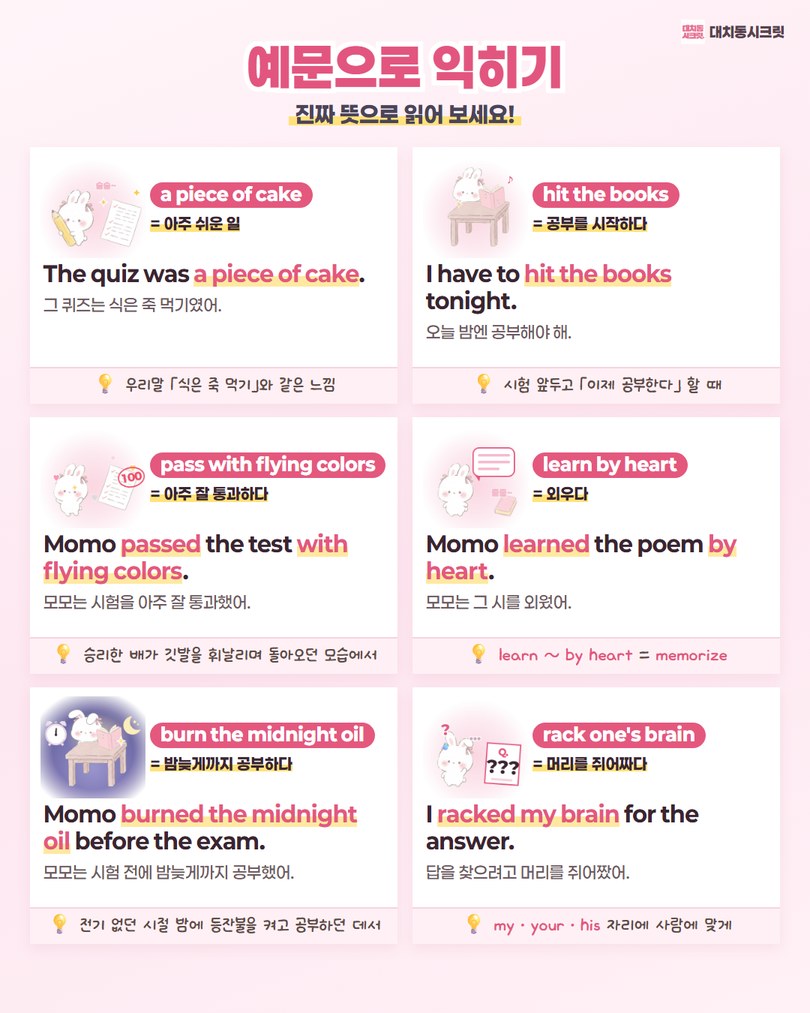 대치동
시크릿
대치동시크릿
예문으로 익히기
진짜 뜻으로 읽어 보세요!
술술~
a piece of cake
= 아주 쉬운 일
The quiz was a piece of cake.
그 퀴즈는 식은 죽 먹기였어.
우리말 「식은 죽 먹기」와 같은 느낌
hit the books
= 공부를 시작하다
I have to hit the books
tonight.
오늘 밤엔 공부해야 해.
시험 앞두고 「이제 공부한다」 할 때
100
pass with flying colors
= 아주 잘 통과하다
Momo passed the test with
flying colors.
모모는 시험을 아주 잘 통과했어.
승리한 배가 깃발을 휘날리며 돌아오던 모습에서
learn by heart
= 외우다
Momo learned the poem by
heart.
모모는 그 시를 외웠어.
learn ~ by heart = memorize
burn the midnight oil
= 밤늦게까지 공부하다
Momo burned the midnight
oil before the exam.
모모는 시험 전에 밤늦게까지 공부했어.
전기 없던 시절 밤에 등잔불을 켜고 공부하던 데서
?
Q
???
rack one's brain
= 머리를 쥐어짜다
I racked my brain for the
answer.
답을 찾으려고 머리를 쥐어짰어.
my · your · his 자리에 사람에 맞게